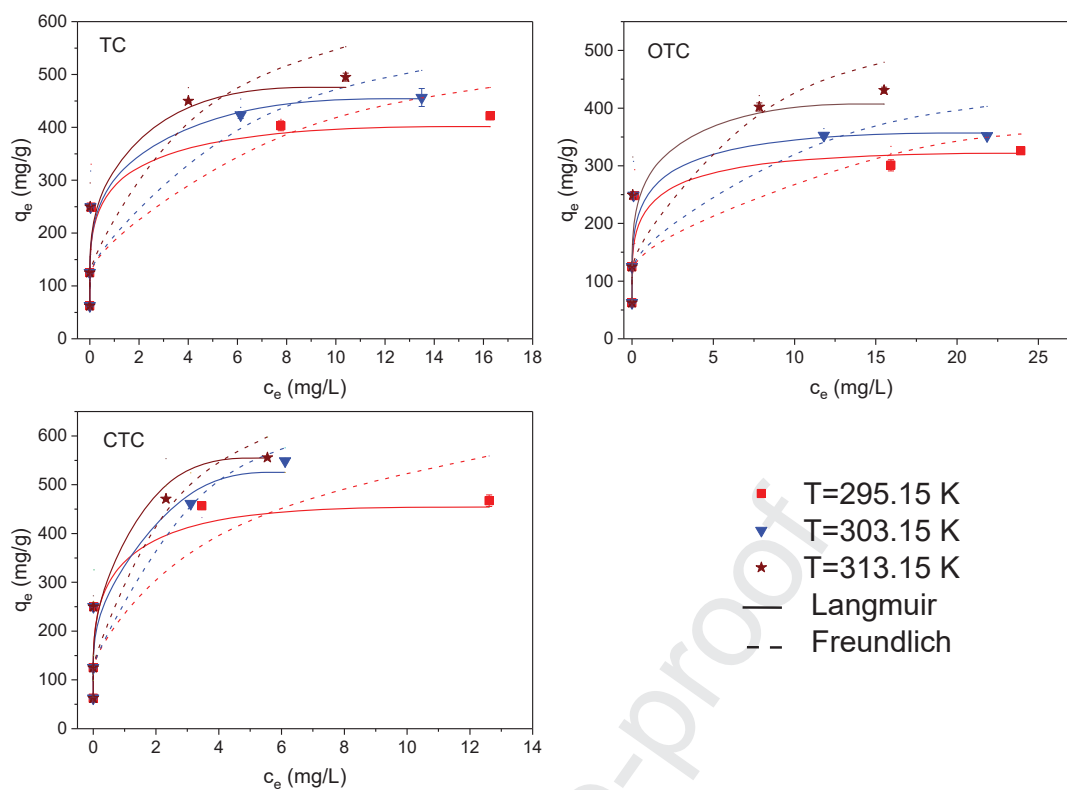 TC
600
500
400
300
200
100
0
qe (mg/g)
0 2 4 6 8 10 12 14 16 18
ce (mg/L)
OTC
500
400
300
200
100
0
qe (mg/g)
0 5 10 15 20 25
ce (mg/L)
CTC
600
500
400
300
200
100
0
qe (mg/g)
0 2 4 6 8 10 12 14
ce (mg/L)
T=295.15 K
T=303.15 K
T=313.15 K
Langmuir
Freundlich
e-proof